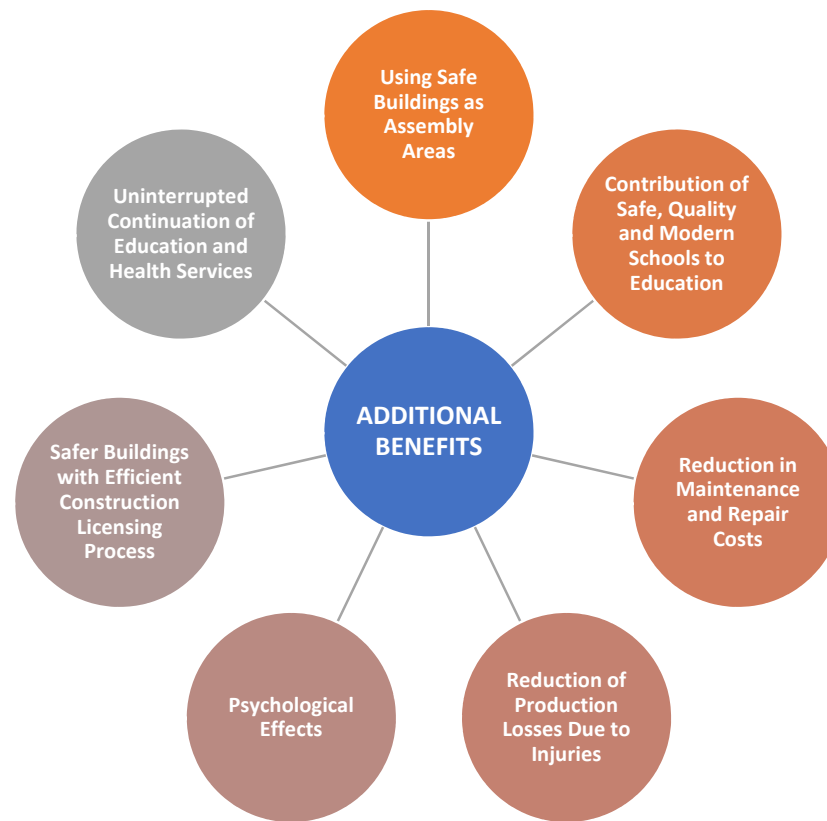 Using Safe
Buildings as
Assembly
Areas
Contribution of
Safe, Quality
and Modern
Schools to
Education
Reduction in
Maintenance
and Repair
Costs
Reduction of
Production
Losses Due to
Injuries
Psychological
Effects
Safer Buildings
with Efficient
Construction
Licensing
Process
Uninterrupted
Continuation of
Education and
Health Services
ADDITIONAL
BENEFITS